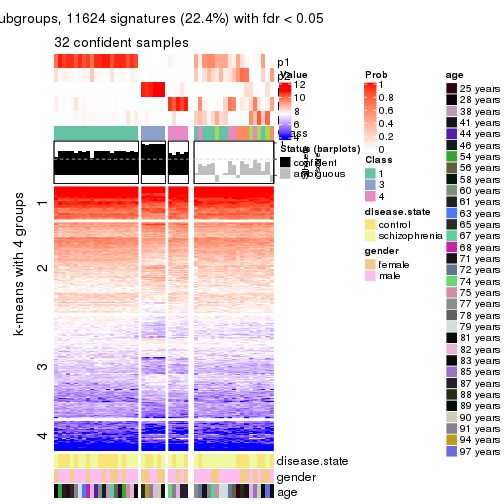 ubgroups, 11624 signatures (22.4%) with fdr < 0.05
32 confident samples
p1
p2
Value
12
10
8
6
4
Prob
1
0.8
0.6
0.4
0.2
0
Status (barplots)
confident
ambiguous
Class
1
3
4
disease.state
control
schizophrenia
gender
female
male
age
25 years
28 years
38 years
41 years
44 years
46 years
54 years
56 years
58 years
60 years
61 years
63 years
65 years
67 years
68 years
71 years
72 years
74 years
75 years
77 years
78 years
79 years
81 years
82 years
83 years
85 years
87 years
88 years
89 years
90 years
91 years
94 years
97 years
k-means with 4 groups
1
2
3
4
disease.state
gender
age